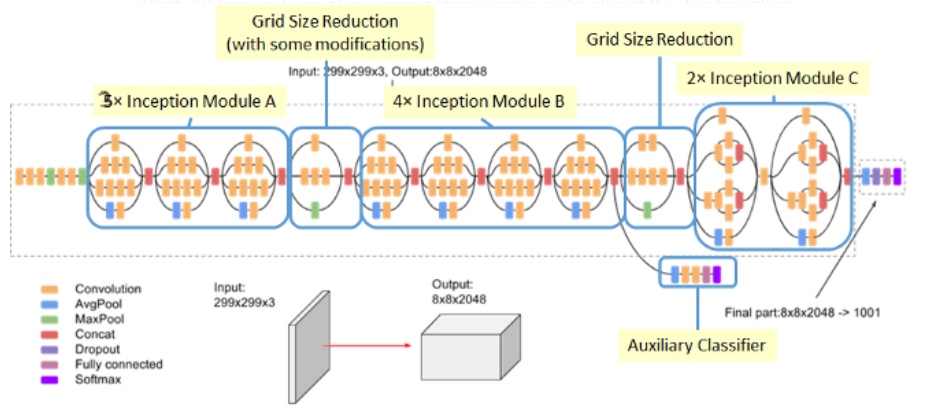 Grid Size Reduction
(with some modifications)
Grid Size Reduction
Input: 299x299x3, Output:8x8x2048
2× Inception Module C
3× Inception Module A
4× Inception Module B
Convolution
AvgPool
MaxPool
Concat
Dropout
Fully connected
Softmax
Input:
299x299x3
Output:
8x8x2048
Final part:8x8x2048 -> 1001
Auxiliary Classifier